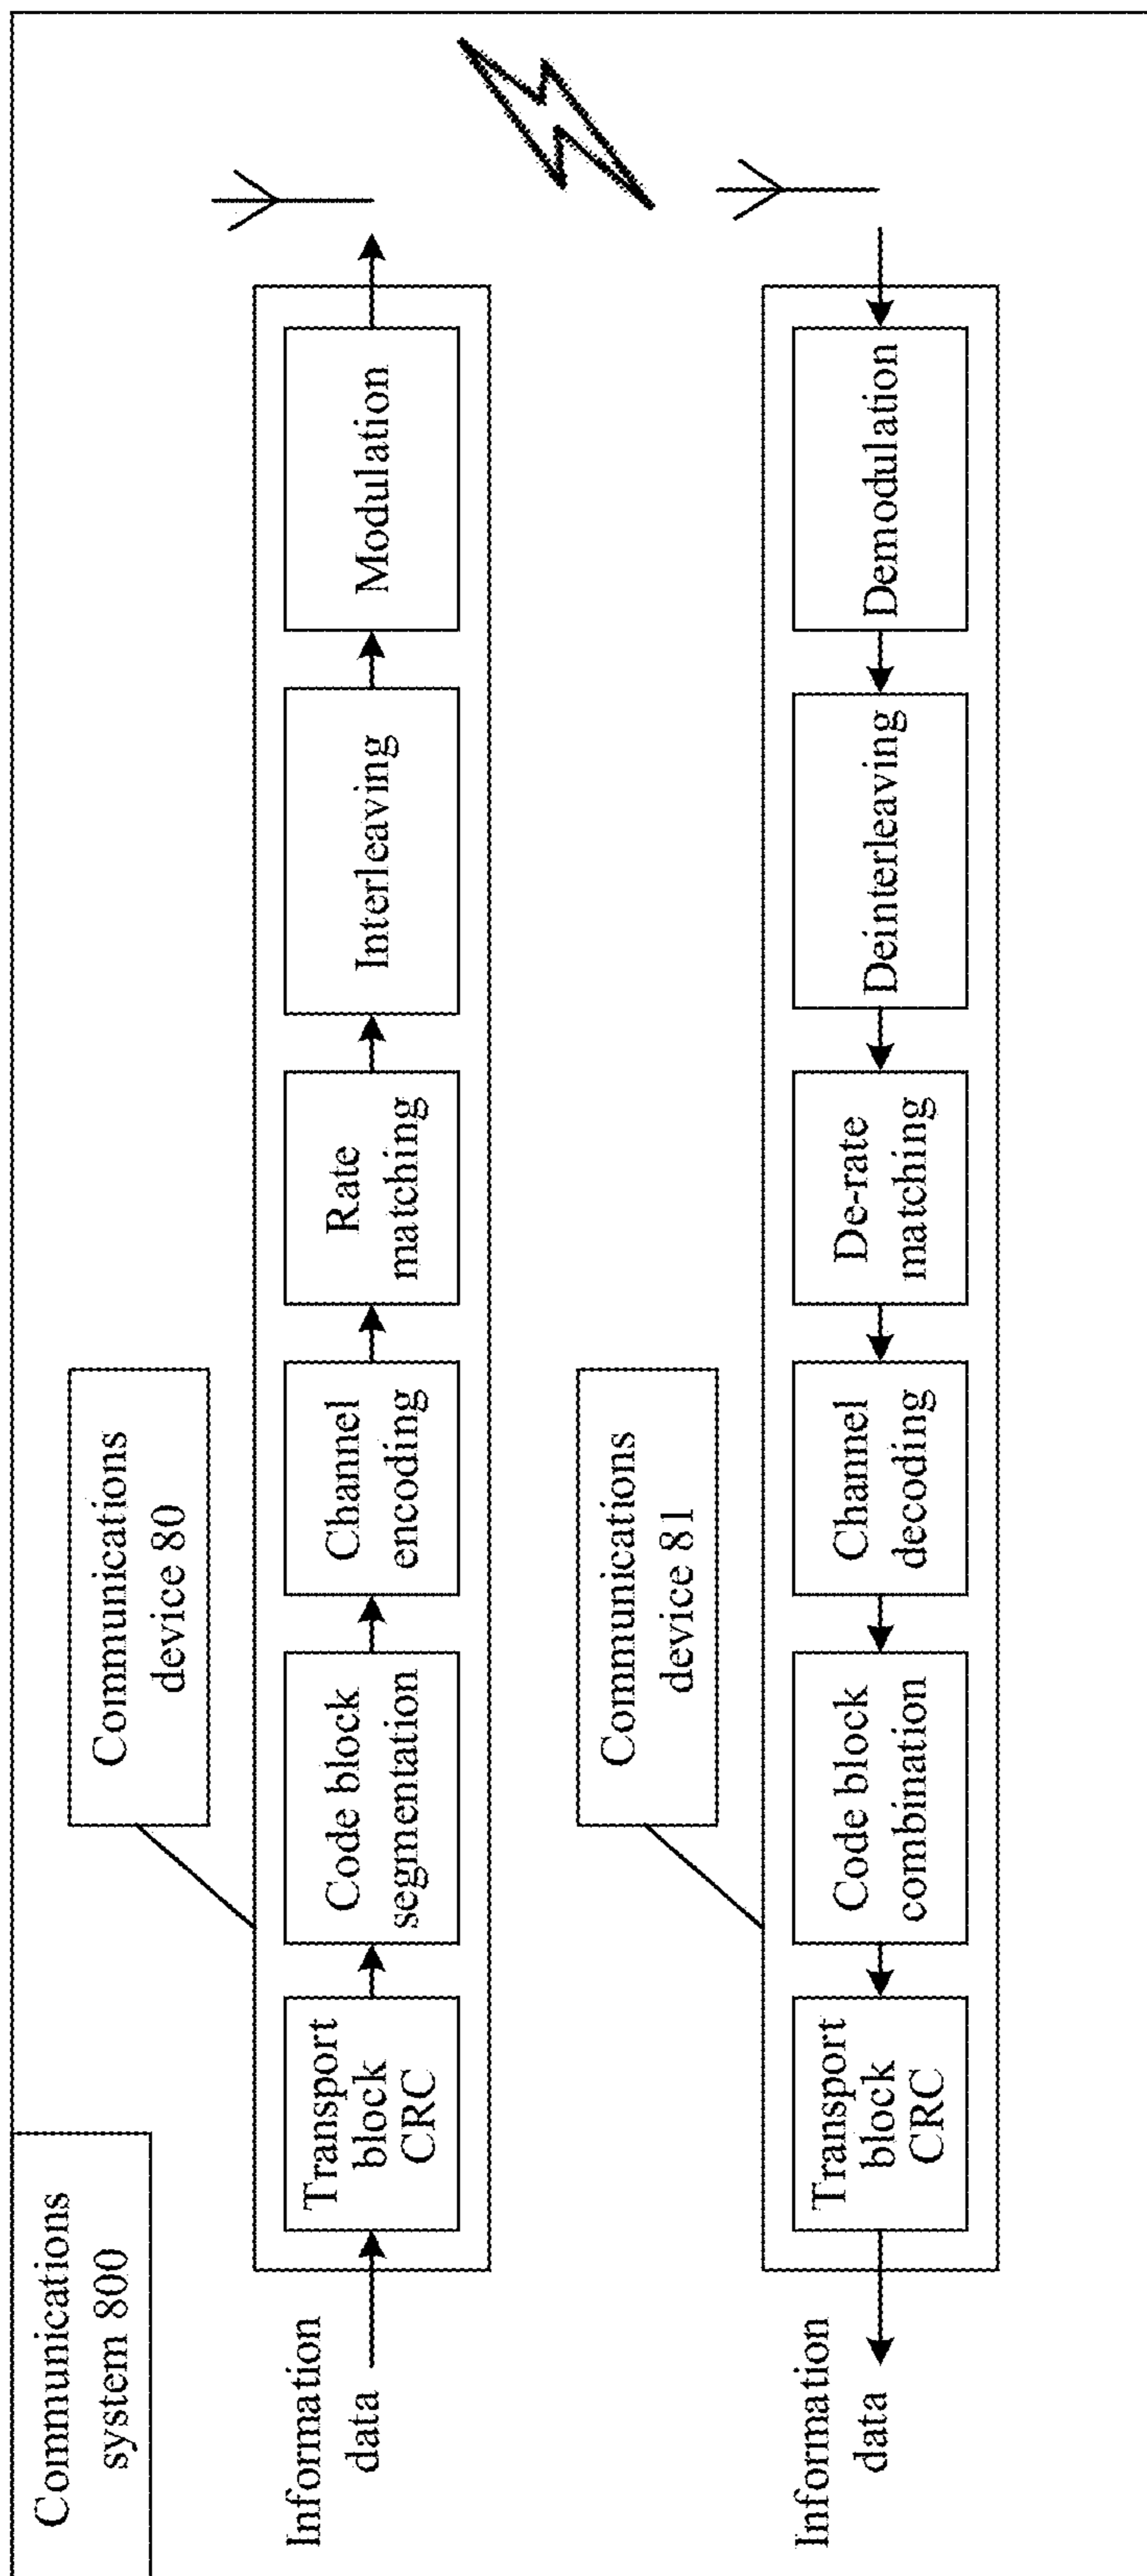 Communications
system 800
Communications
device 80
Information
data
Transport
block
CRC
Code block
segmentation
Channel
encoding
Rate
matching
Interleaving
Modulation
Communications
device 81
Information
data
Transport
block
CRC
Code block
combination
Channel
decoding
De-rate
matching
Deinterleaving
Demodulation